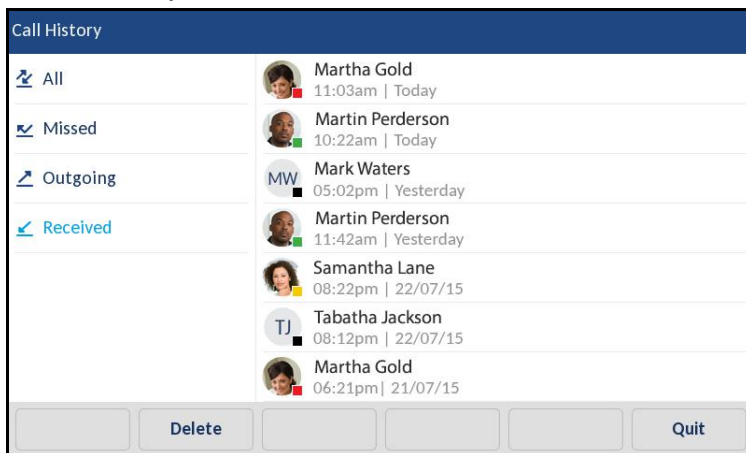 Call History
All
Missed
Outgoing
Received
Martha Gold
11:03am | Today
Martin Perderson
10:22am | Today
MW
Mark Waters
05:02pm | Yesterday
Martin Perderson
11:42am | Yesterday
Samantha Lane
08:22pm | 22/07/15
TJ
Tabatha Jackson
08:12pm | 22/07/15
Martha Gold
06:21pm| 21/07/15
Delete
Quit